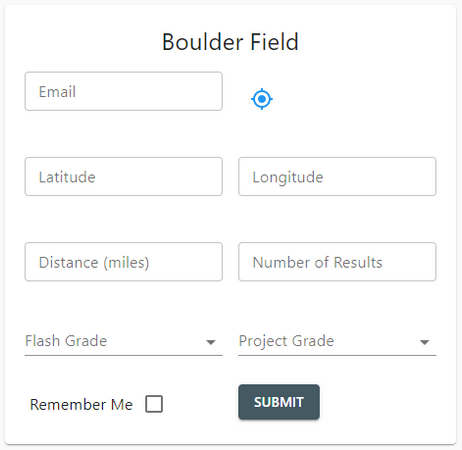 Boulder Field
Email
Latitude Longitude
Distance (miles) Number of Results
Flash Grade Project Grade
Remember Me SUBMIT